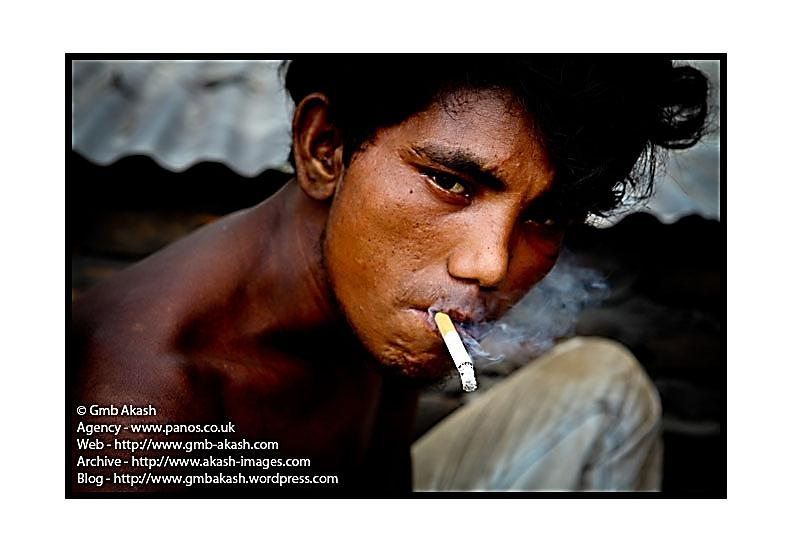 © Gmb Akash
Agency - www.panos.co.uk
Web - http://www.gmb-akash.com
Archive - http://www.akash-images.com
Blog - http://www.gmbakash.wordpress.com